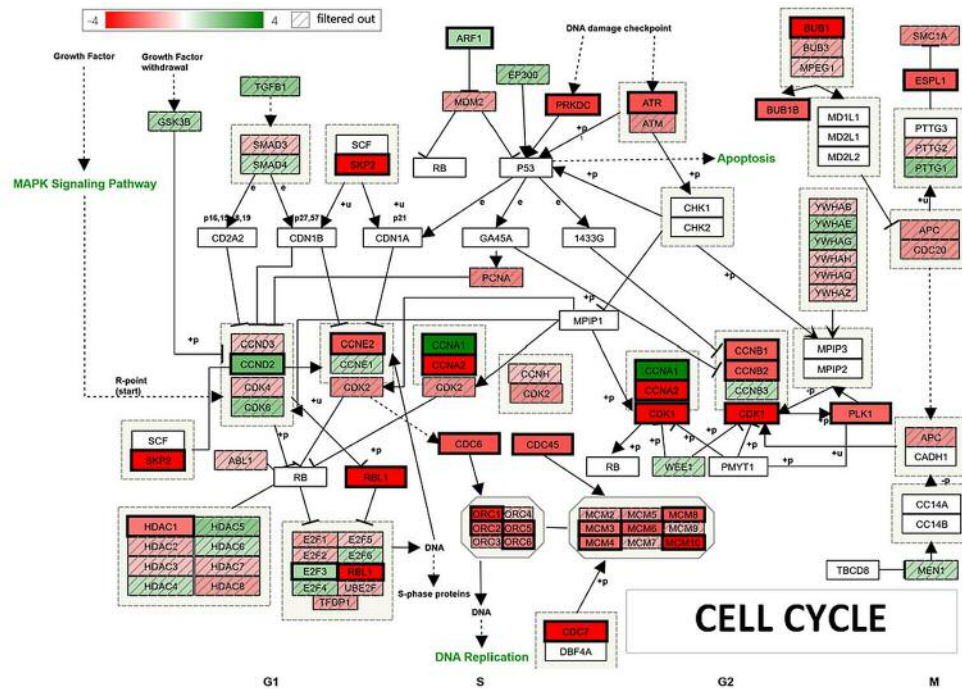 -4
4
filtered out
Growth Factor
Growth Factor
withdrawal
TGFB1
GSK3B
SMAD3
SMAD4
SCF
SKP2
MAPK Signaling Pathway
ARF1
EP300
MDM2
PRKDC
DNA damage checkpoint
ATR
ATM
RB
P53
Apoptosis
CHK1
CHK2
BUB1
BUB3
MPEG1
BUB1B
MD1L1
MD2L1
MD2L2
SMC1A
ESPL1
PTTG3
PTTG2
PTTG1
APC
CDC20
YWHAB
YWHAE
YWHAG
YWHAH
YWHAQ
YWHAZ
e
e
+u
+u
p27,57
p21
CD2A2
CDN1B
CDN1A
e
e
e
GA45A
1433G
PCNA
+p
+p
+p
+p
+p
+u
MPIP1
MPIP3
MPIP2
+p
R-point
(start)
CCND3
CCND2
CDK4
CDK6
CCNE2
CCNE1
CDK2
CCNA1
CCNA2
CDK2
CCNH
CDK2
CCNA1
CCNA2
CDK1
CCNB1
CCNB2
CCNB3
CDK1
PLK1
-p
+p
+u
+p
+p
+u
+p
+p
+p
+p
+p
SCF
SKP2
ABL1
RB
RBL1
CDC6
CDC45
RB
WEE1
PMYT1
APC
CADH1
-p
CC14A
CC14B
TBCD8
MEN1
HDAC1
HDAC5
HDAC2
HDAC6
HDAC3
HDAC7
HDAC4
HDAC8
E2F1
E2F5
E2F2
E2F6
E2F3
RBL1
E2F4
UBE2F
TFDP1
DNA
S-phase proteins
ORC1
ORC4
ORC2
ORC5
ORC3
ORC6
MCM2
MCM5
MCM8
MCM3
MCM6
MCM9
MCM4
MCM7
MCM10
+p
CDC7
DBF4A
DNA
DNA Replication
CELL CYCLE
G1
S
G2
M